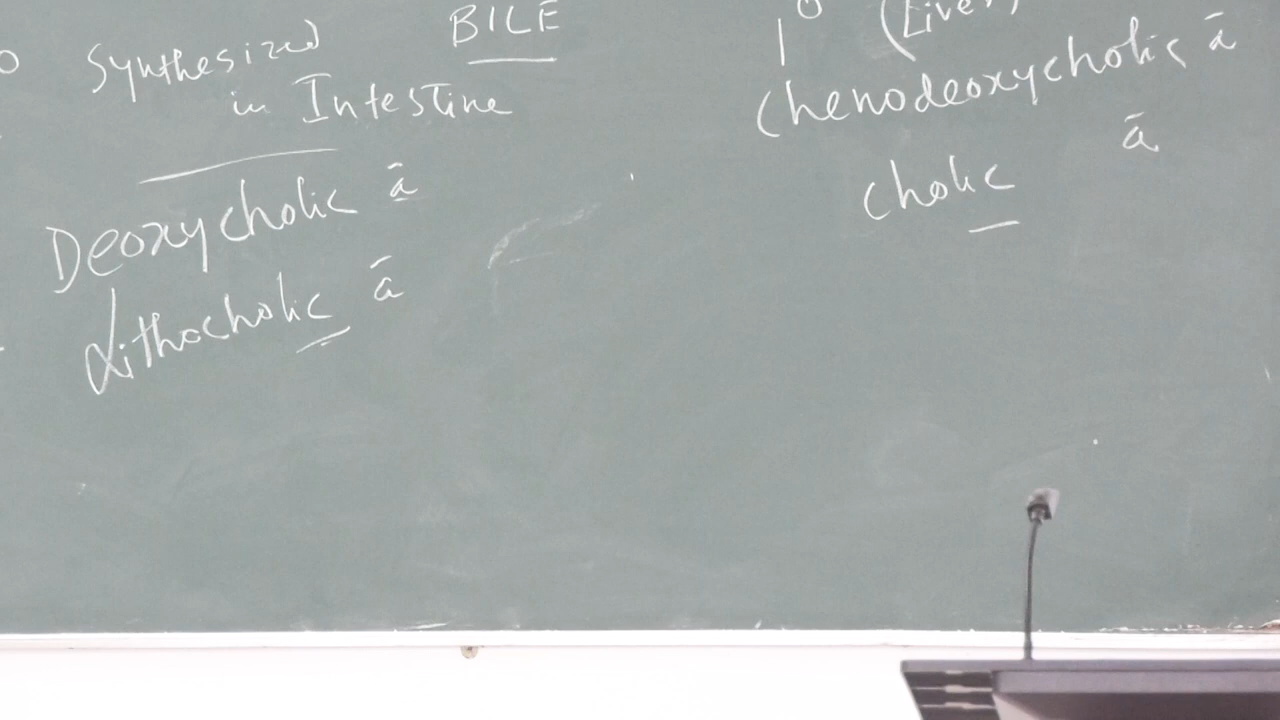 BILE
Synthesized
in Intestine
Deoxycholic ā
Lithocholic ā
1° (Liver)
Chenodeoxycholic ā
cholic ā